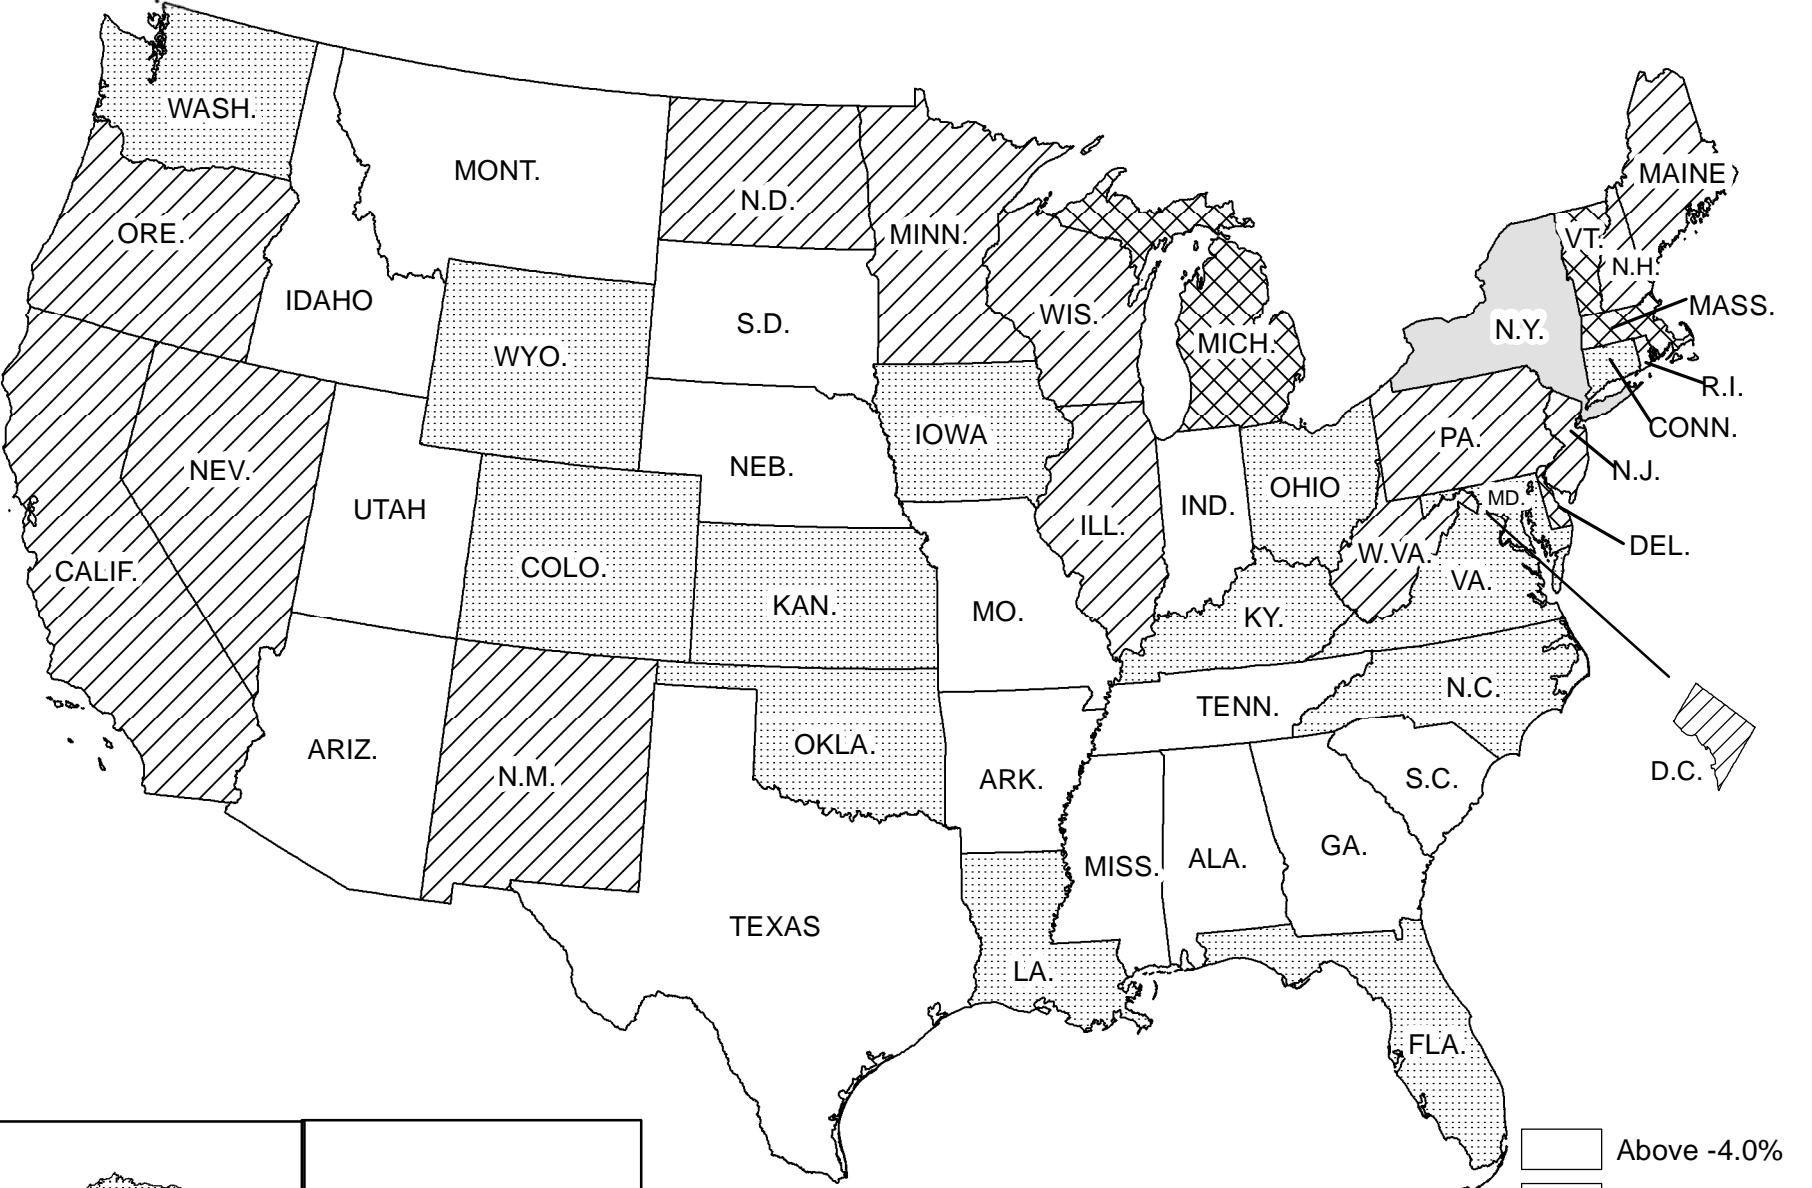 WASH.
MONT.
N.D.
MINN.
MAINE
ORE.
VT.
N.H.
IDAHO
S.D.
WIS.
MICH.
N.Y.
MASS.
WYO.
R.I.
IOWA
CONN.
NEV.
NEB.
PA.
N.J.
UTAH
IND.
OHIO
MD.
ILL.
DEL.
CALIF.
COLO.
W.VA.
VA.
KAN.
MO.
KY.
TENN.
N.C.
ARIZ.
N.M.
OKLA.
ARK.
S.C.
D.C.
MISS.
ALA.
GA.
TEXAS
LA.
FLA.
Above -4.0%